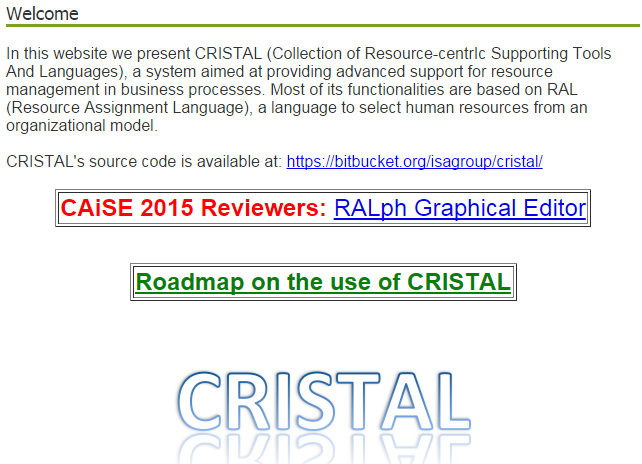 Welcome
In this website we present CRISTAL (Collection of Resource-centrIc Supporting Tools
And Languages), a system aimed at providing advanced support for resource
management in business processes. Most of its functionalities are based on RAL
(Resource Assignment Language), a language to select human resources from an
organizational model.
CRISTAL's source code is available at: https://bitbucket.org/isagroup/cristal/
CAiSE 2015 Reviewers: RALph Graphical Editor
Roadmap on the use of CRISTAL
CRISTAL